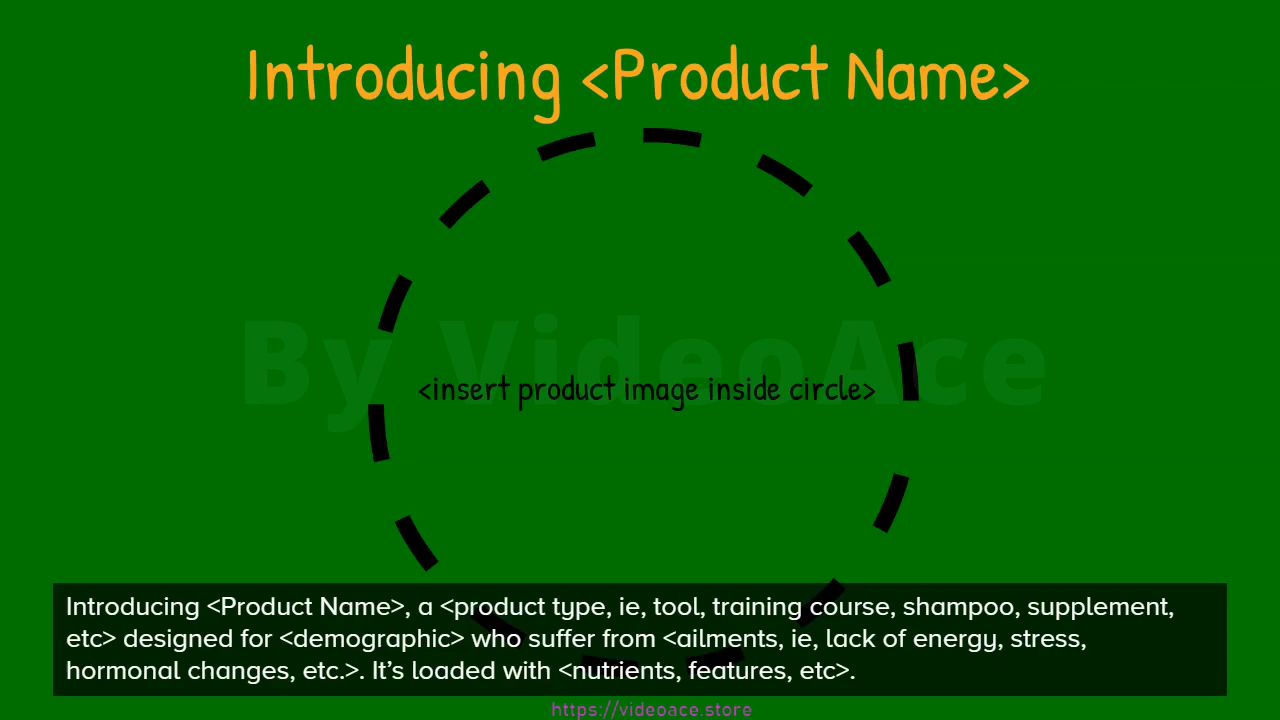 Introducing <Product Name>
By VideoAce
<insert product image inside circle>
Introducing <Product Name>, a <product type, ie, tool, training course, shampoo, supplement,
etc> designed for <demographic> who suffer from <ailments, ie, lack of energy, stress,
hormonal changes, etc.>. It’s loaded with <nutrients, features, etc>.
https://videoace.store